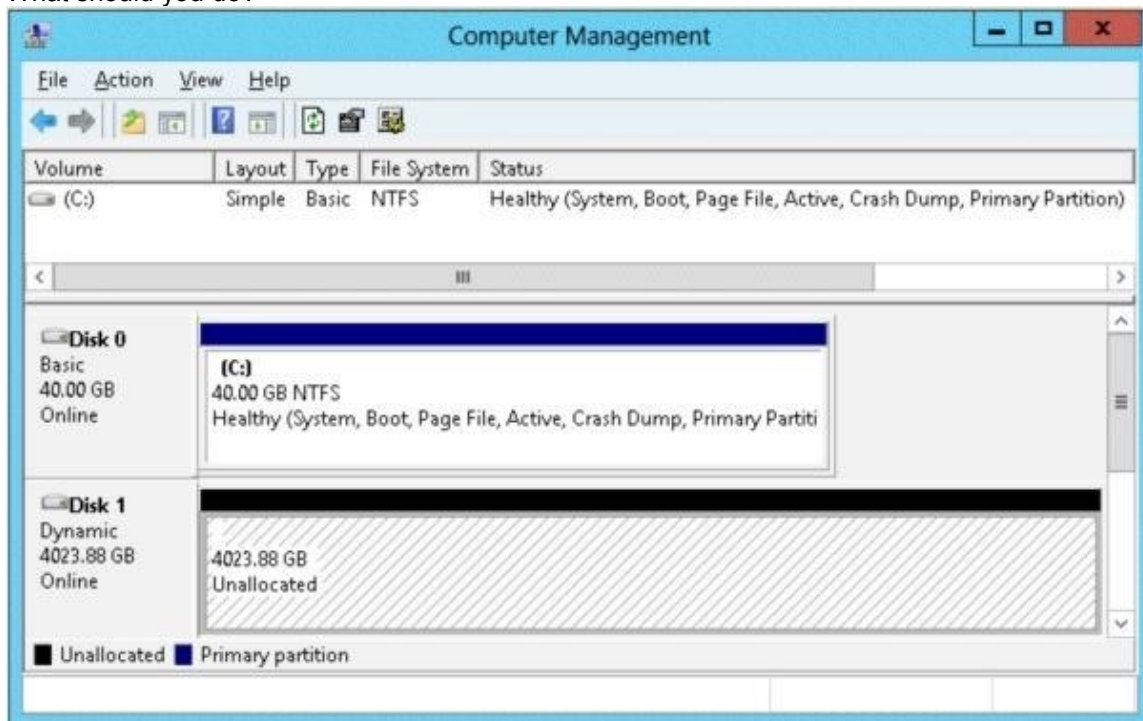 What should you do?
Computer Management
File Action View Help
Volume Layout Type File System Status
(C:) Simple Basic NTFS Healthy (System, Boot, Page File, Active, Crash Dump, Primary Partition)
Disk 0
Basic
40.00 GB
Online
(C:)
40.00 GB NTFS
Healthy (System, Boot, Page File, Active, Crash Dump, Primary Partiti
Disk 1
Dynamic
4023.88 GB
Online
4023.88 GB
Unallocated
Unallocated Primary partition